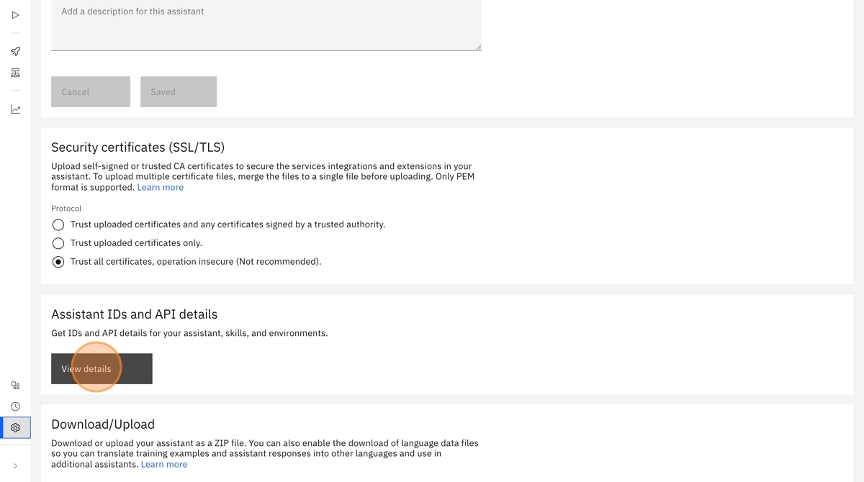 Add a description for this assistant
Cancel
Saved
Security certificates (SSL/TLS)
Upload self-signed or trusted CA certificates to secure the services integrations and extensions in your
assistant. To upload multiple certificate files, merge the files to a single file before uploading. Only PEM
format is supported. Learn more
Protocol
Trust uploaded certificates and any certificates signed by a trusted authority.
Trust uploaded certificates only.
Trust all certificates, operation insecure (Not recommended).
Assistant IDs and API details
Get IDs and API details for your assistant, skills, and environments.
View details
Download/Upload
Download or upload your assistant as a ZIP file. You can also enable the download of language data files
so you can translate training examples and assistant responses into other languages and use in
additional assistants. Learn more